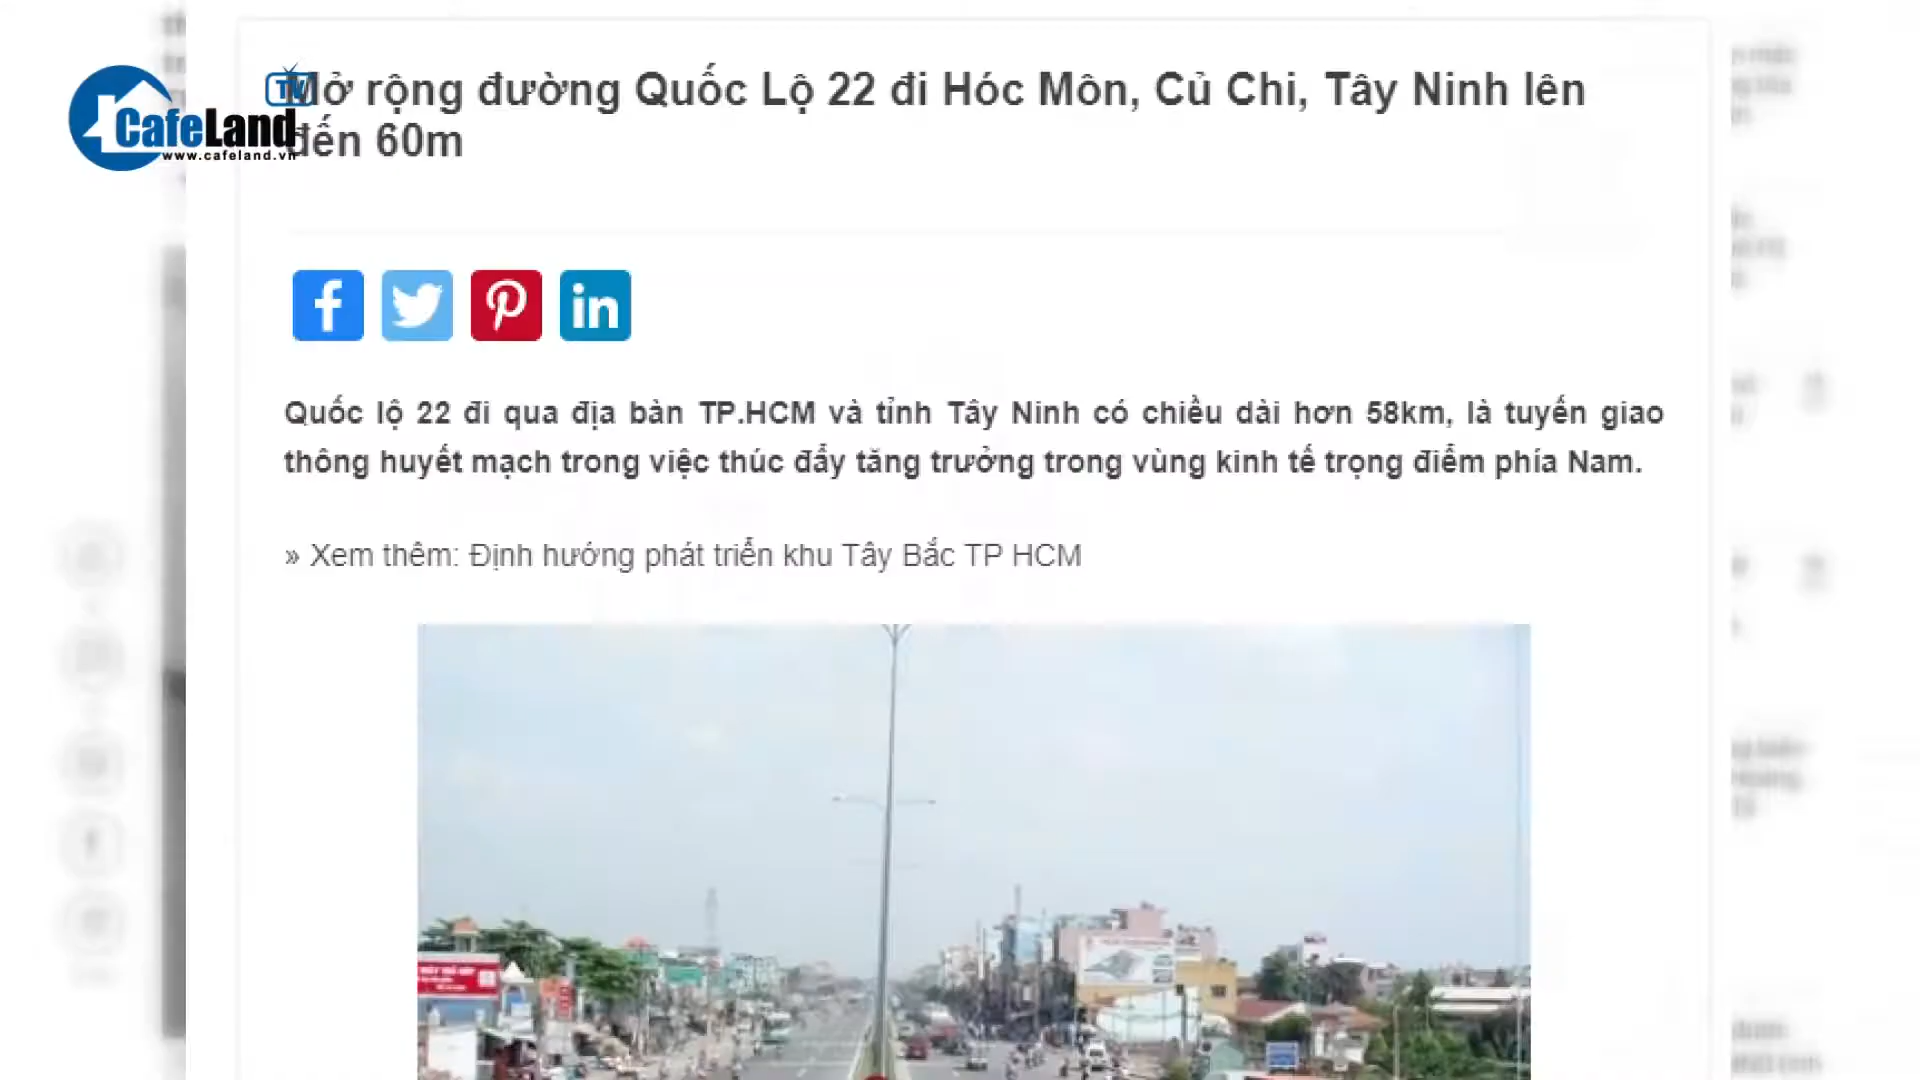 Mở rộng đường Quốc Lộ 22 đi Hóc Môn, Củ Chi, Tây Ninh lên
đến 60m
TV
CafeLand
www.cafeland.vn
Quốc lộ 22 đi qua địa bàn TP.HCM và tỉnh Tây Ninh có chiều dài hơn 58km, là tuyến giao
thông huyết mạch trong việc thúc đẩy tăng trưởng trong vùng kinh tế trọng điểm phía Nam.
» Xem thêm: Định hướng phát triển khu Tây Bắc TP HCM